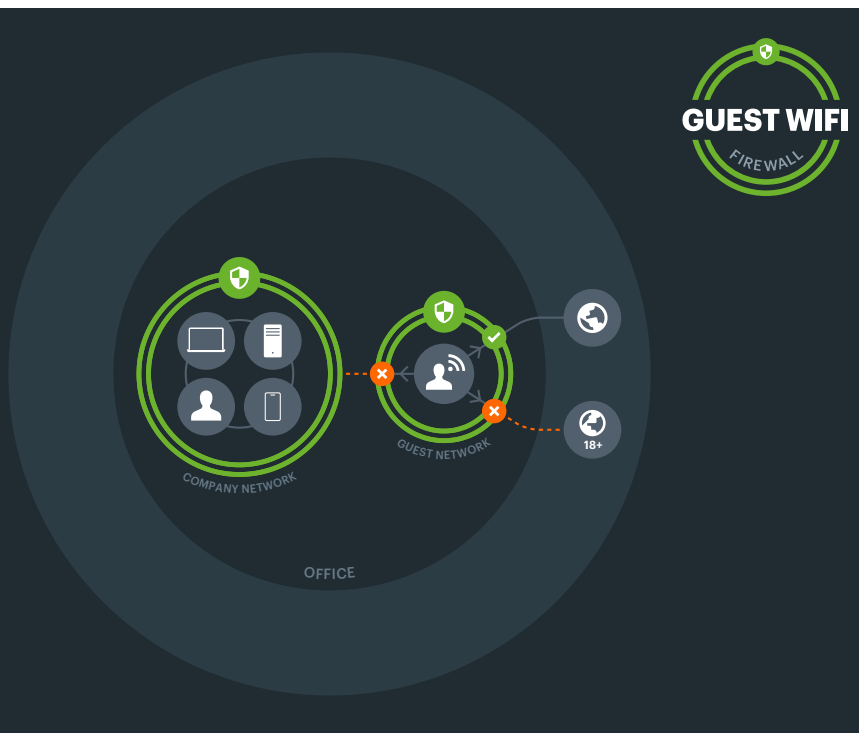 GUEST WIFI
FIREWALL
18+
GUEST NETWORK
COMPANY NETWORK
OFFICE